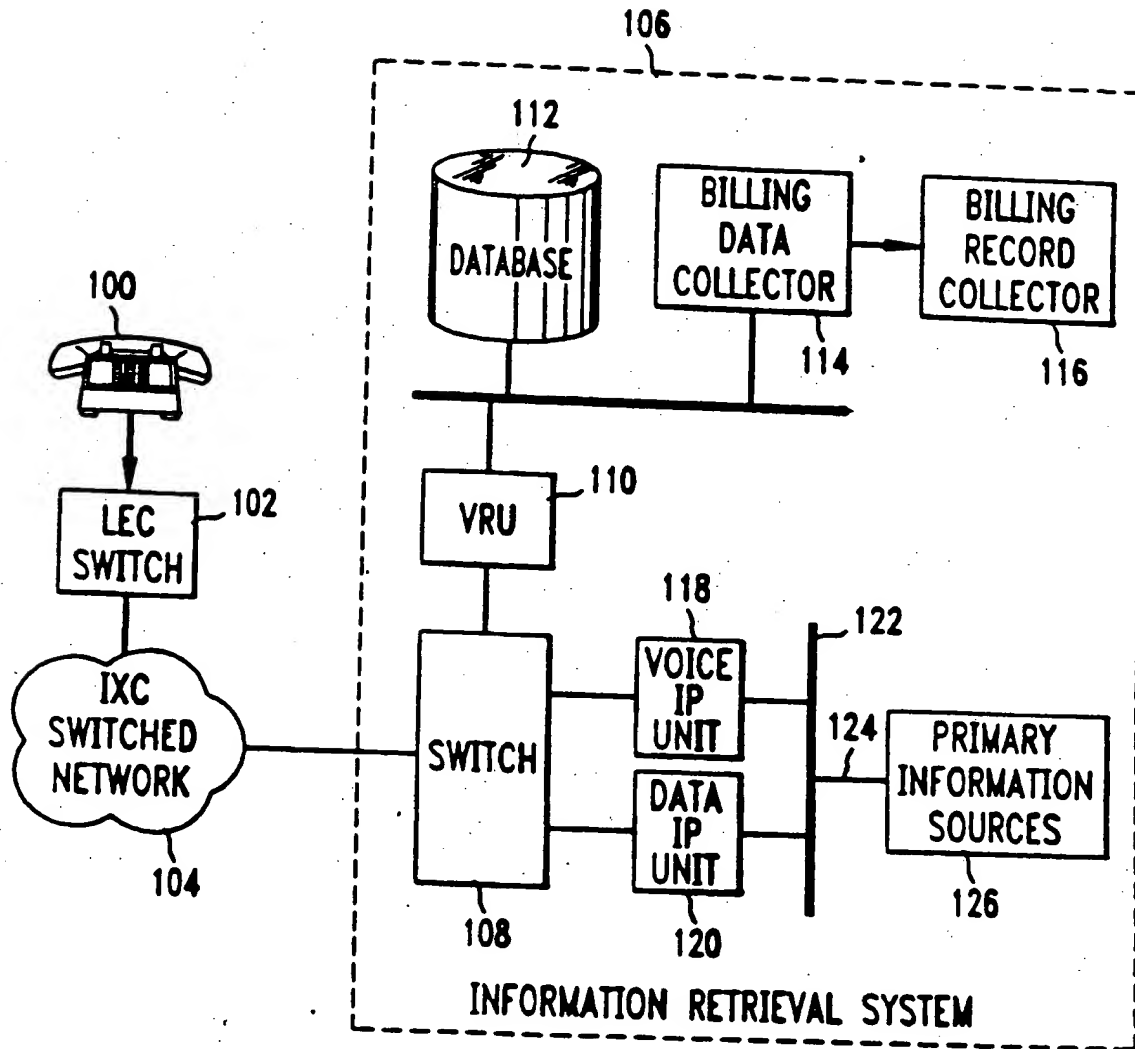 106
112
DATABASE
BILLING
DATA
COLLECTOR
114
BILLING
RECORD
COLLECTOR
116
100
LEC
SWITCH
102
VRU
110
IXC
SWITCHED
NETWORK
104
SWITCH
108
118
VOICE
IP
UNIT
DATA
IP
UNIT
120
122
124
PRIMARY
INFORMATION
SOURCES
126
INFORMATION RETRIEVAL SYSTEM